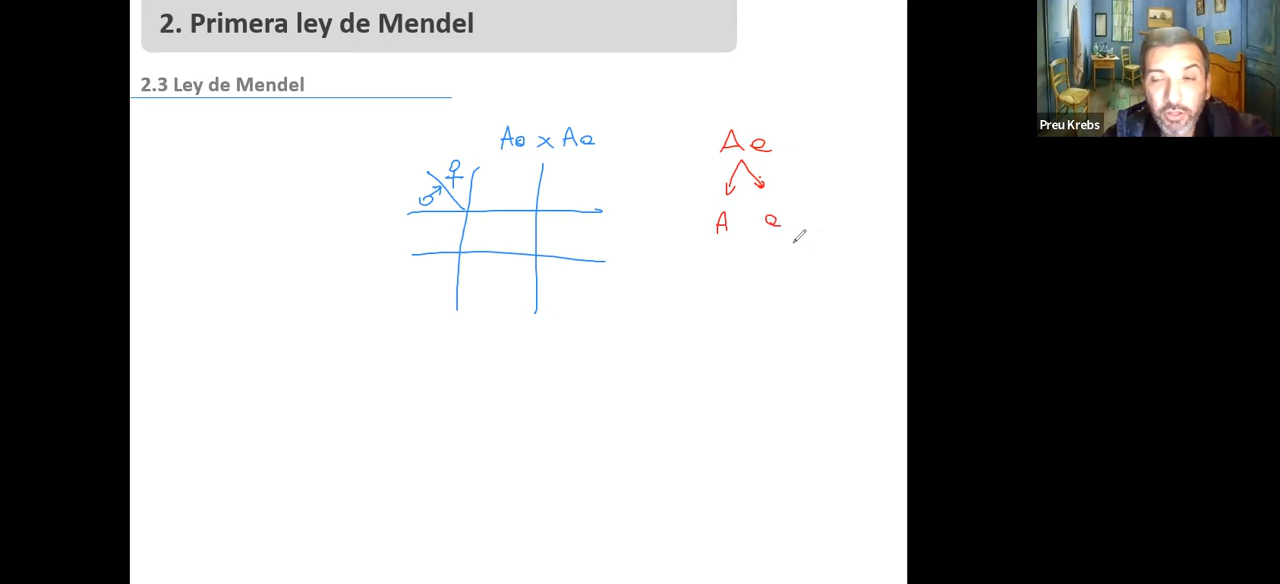 2. Primera ley de Mendel
2.3 Ley de Mendel
Aa x Aa
♀
♂
Aa
A a
Preu Krebs